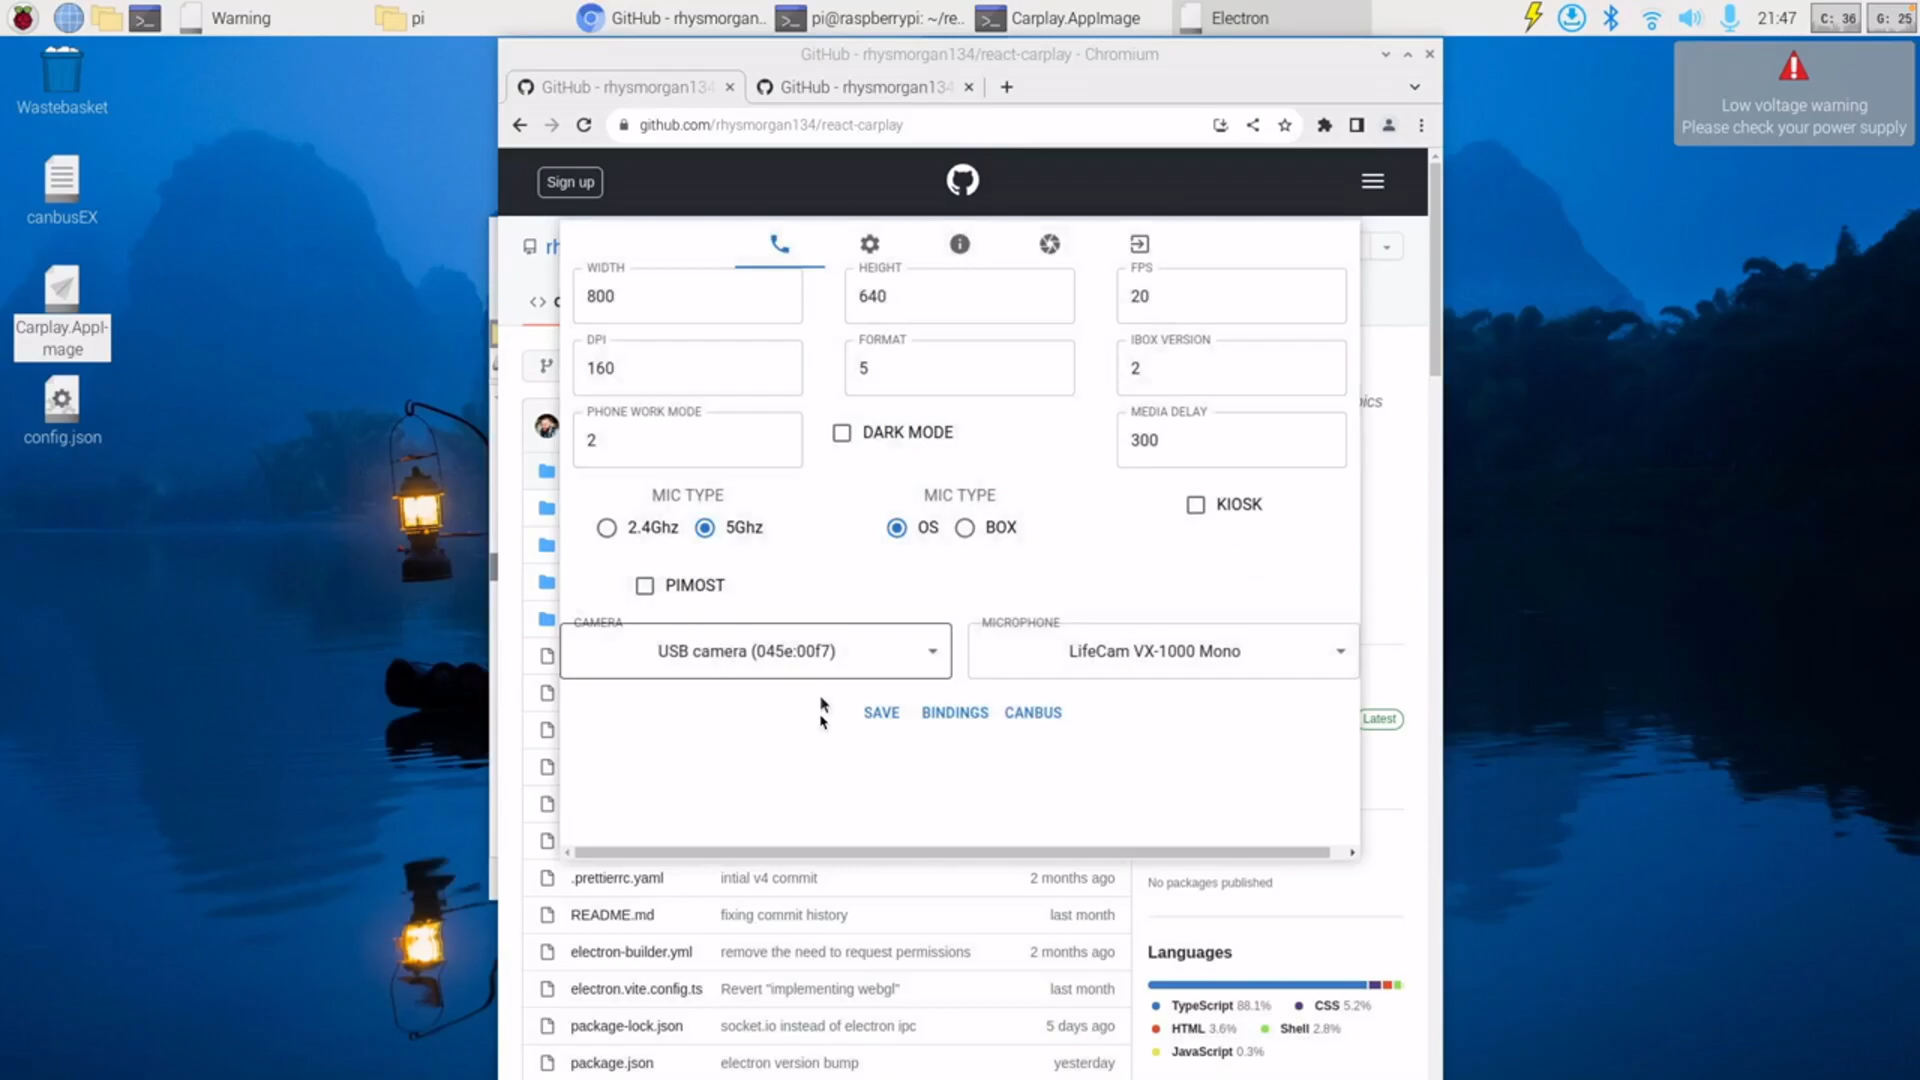 Warning
pi
GitHub - rhysmorgan..
pi@raspberrypi: ~/re..
Carplay.AppImage
Electron
21:47
C: 36
G: 25
GitHub - rhysmorgan134/react-carplay - Chromium
GitHub - rhysmorgan134
GitHub - rhysmorgan134
github.com/rhysmorgan134/react-carplay
Low voltage warning
Please check your power supply
Wastebasket
canbusEX
Carplay.AppI-
mage
config.json
Sign up
rh
WIDTH
800
HEIGHT
640
FPS
20
DPI
160
FORMAT
5
IBOX VERSION
2
PHONE WORK MODE
2
DARK MODE
MEDIA DELAY
300
pics
MIC TYPE
2.4Ghz
5Ghz
MIC TYPE
OS
BOX
KIOSK
PIMOST
CAMERA
USB camera (045e:00f7)
MICROPHONE
LifeCam VX-1000 Mono
SAVE
BINDINGS
CANBUS
Latest
.prettierrc.yaml intial v4 commit 2 months ago
README.md fixing commit history last month
electron-builder.yml remove the need to request permissions 2 months ago
electron.vite.config.ts Revert "implementing webgl" last month
package-lock.json socket.io instead of electron ipc 5 days ago
package.json electron version bump yesterday
No packages published
Languages
TypeScript 88.1% CSS 5.2%
HTML 3.6% Shell 2.8%
JavaScript 0.3%